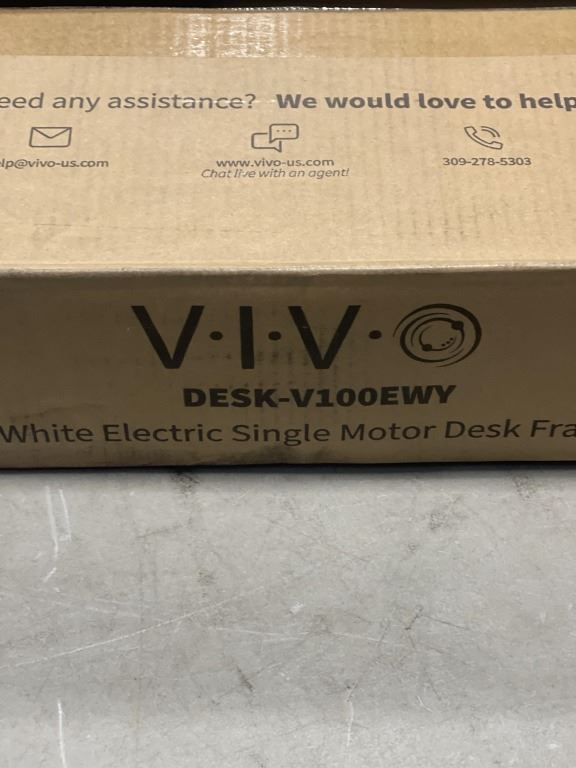 eed any assistance? We would love to help
lp@vivo-us.com
www.vivo-us.com
Chat live with an agent!
309-278-5303
V·I·V·O
DESK-V100EWY
White Electric Single Motor Desk Fra